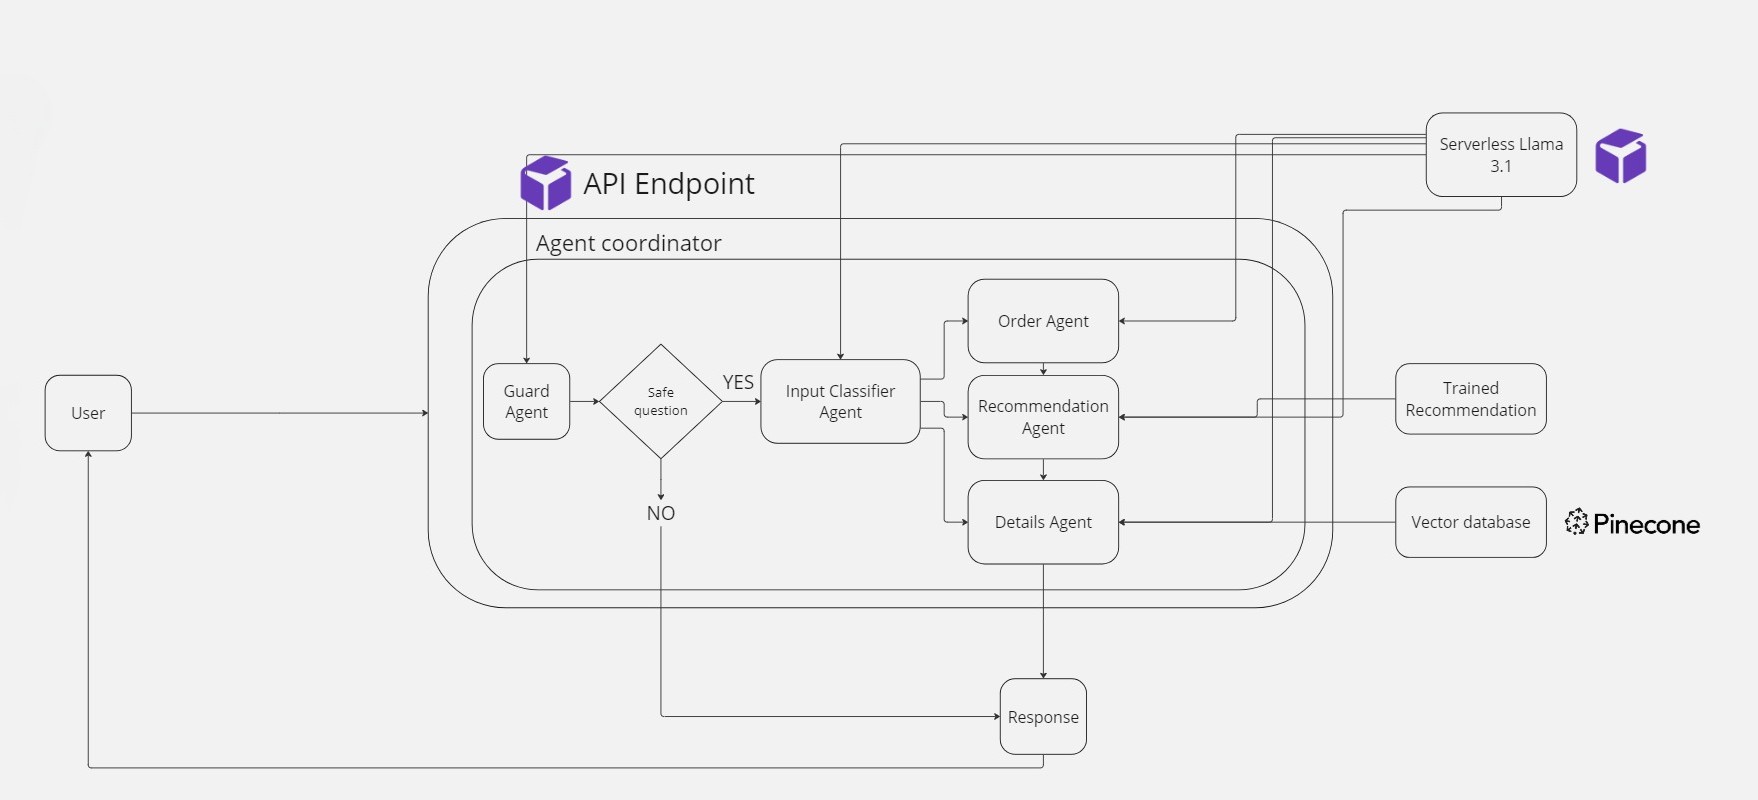 Serverless Llama
3.1
API Endpoint
Agent coordinator
Order Agent
User
Guard
Agent
Safe
question
YES
Input Classifier
Agent
Recommendation
Agent
Trained
Recommendation
NO
Details Agent
Vector database
Pinecone
Response